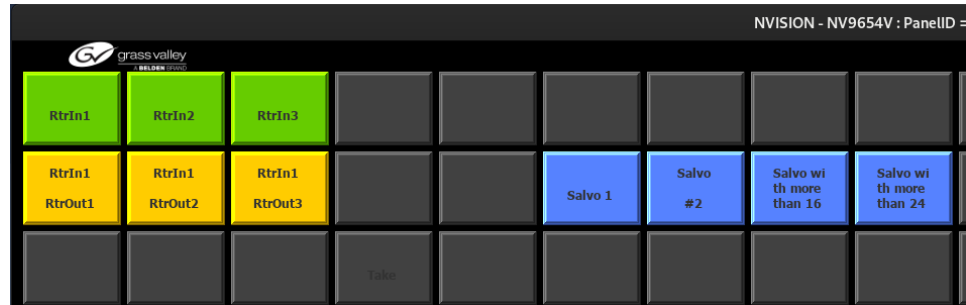 NVISION - NV9654V : PanelID =
GV grass valley
A BELDEN BRAND
RtrIn1 RtrIn2 RtrIn3
RtrIn1 RtrIn1 RtrIn1 Salvo wi Salvo wi
Salvo 1 Salvo th more th more
RtrOut1 RtrOut2 RtrOut3 #2 than 16 than 24
Take